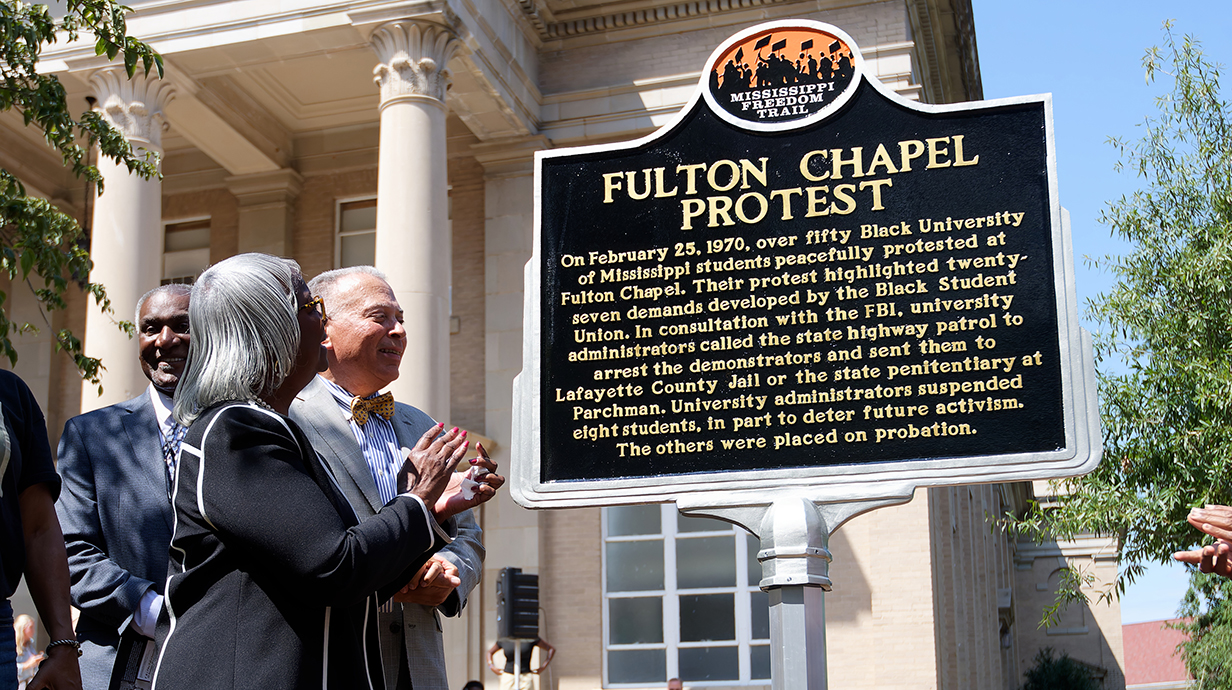 MISSISSIPPI
FREEDOM
TRAIL
FULTON CHAPEL
PROTEST
On February 25, 1970, over fifty Black University
of Mississippi students peacefully protested at
Fulton Chapel. Their protest highlighted twenty-
seven demands developed by the Black Student
Union. In consultation with the FBI, university
administrators called the state highway patrol to
arrest the demonstrators and sent them to
Lafayette County Jail or the state penitentiary at
Parchman. University administrators suspended
eight students, in part to deter future activism.
The others were placed on probation.